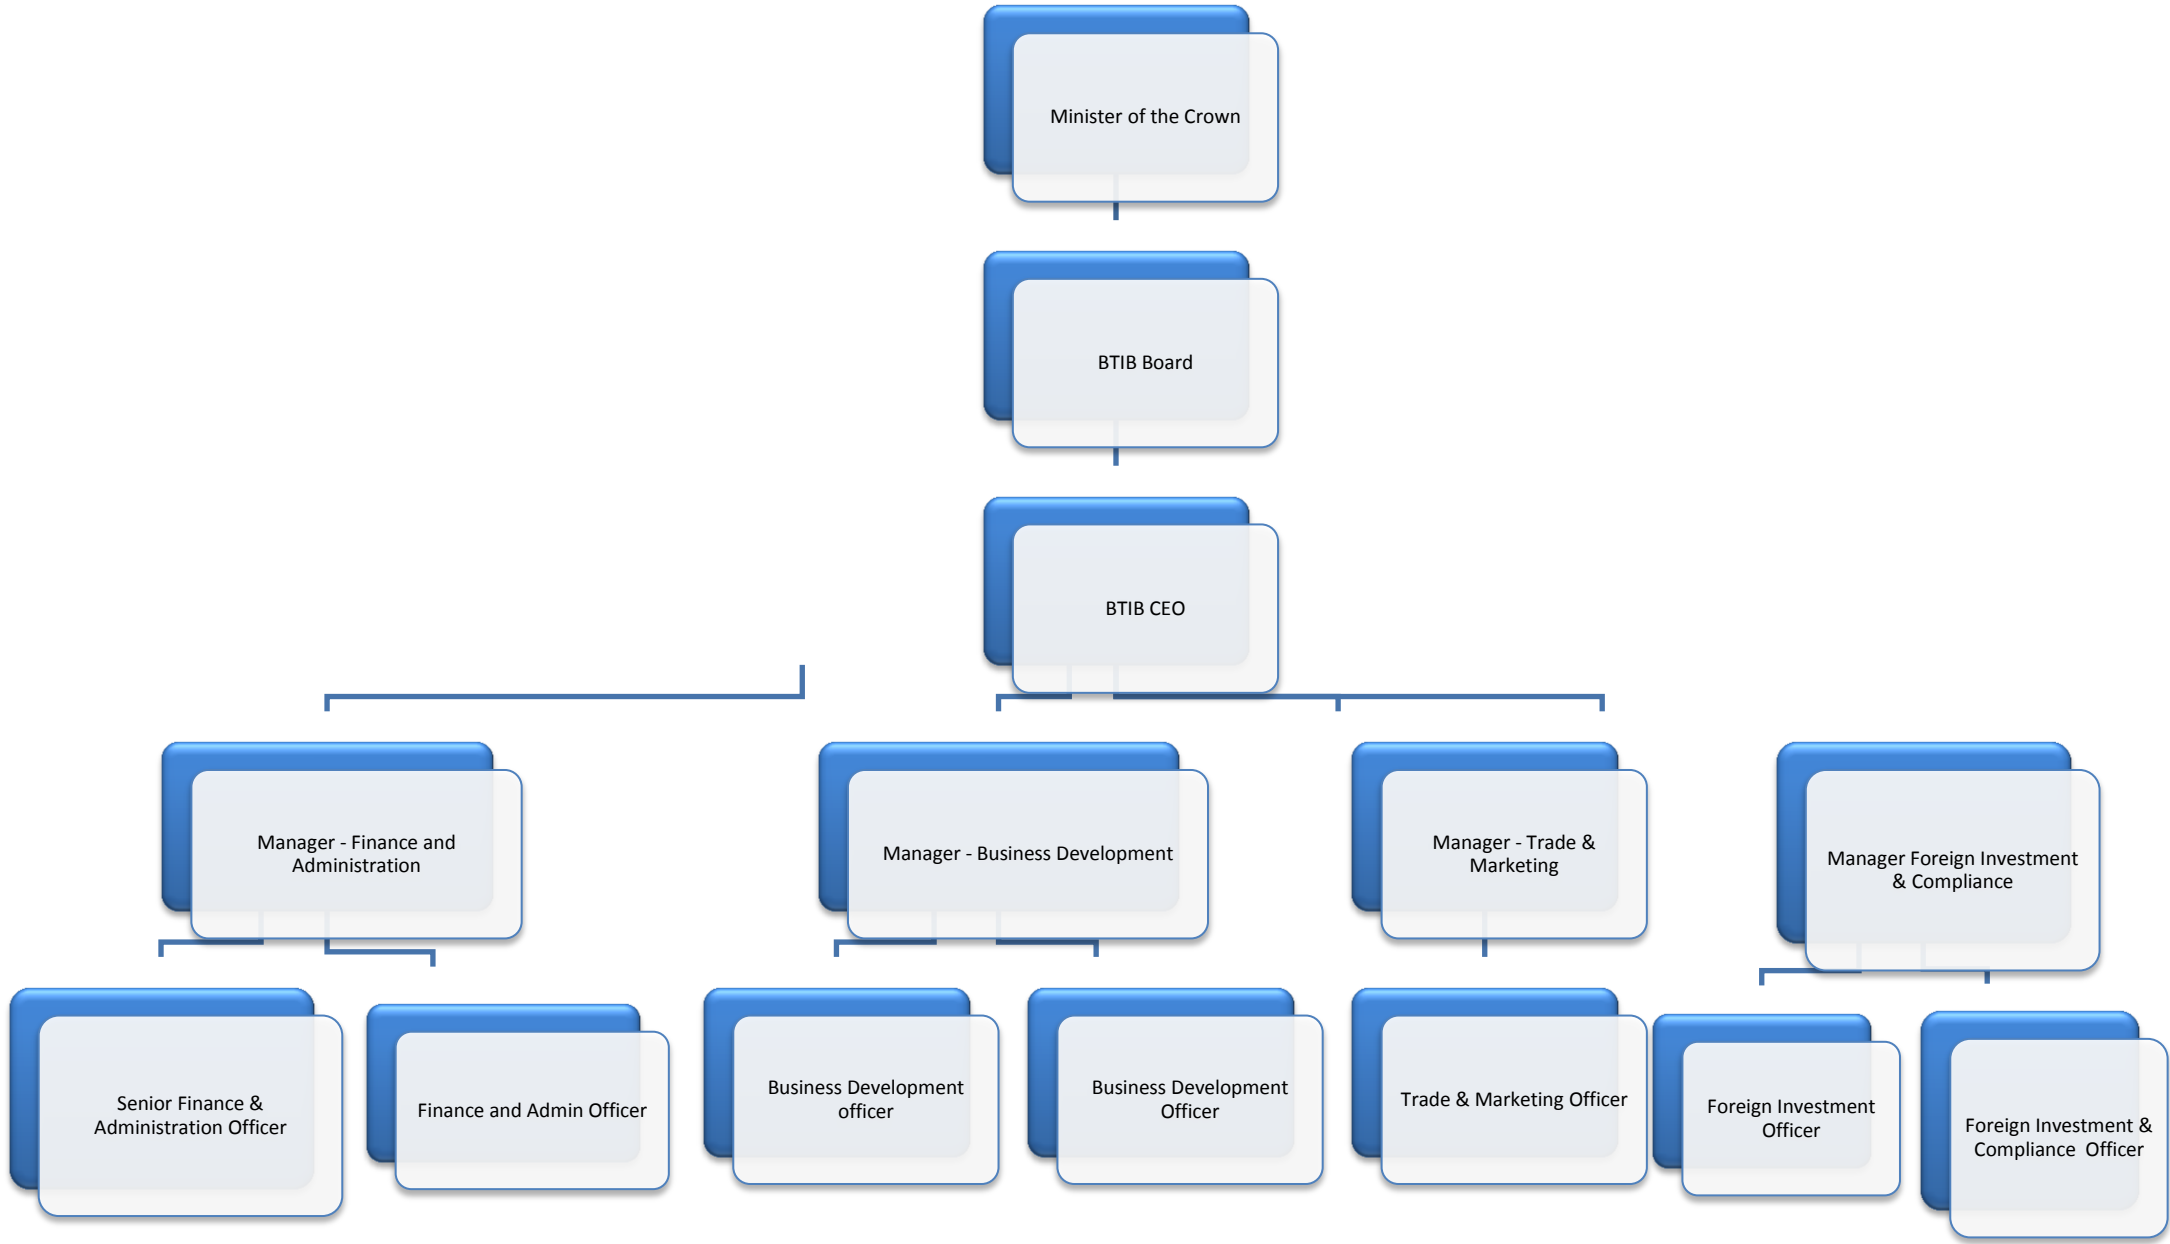 Minister of the Crown
BTIB Board
BTIB CEO
Manager - Finance and
Administration
Manager - Business Development
Manager - Trade &
Marketing
Manager Foreign Investment
& Compliance
Senior Finance &
Administration Officer
Finance and Admin Officer
Business Development
officer
Business Development
Officer
Trade & Marketing Officer
Foreign Investment
Officer
Foreign Investment &
Compliance  Officer